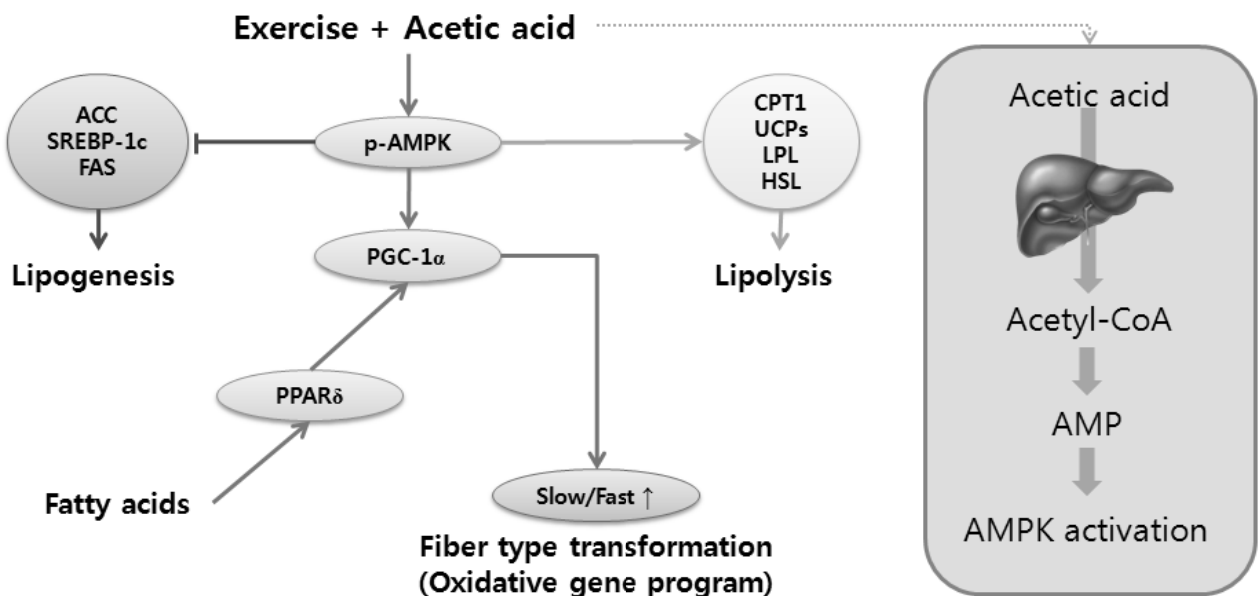 Exercise + Acetic acid
ACC
SREBP-1c
FAS
p-AMPK
CPT1
UCPs
LPL
HSL
Lipogenesis
PGC-1α
Lipolysis
PPARδ
Fatty acids
Slow/Fast ↑
Fiber type transformation
(Oxidative gene program)
Acetic acid
Acetyl-CoA
AMP
AMPK activation